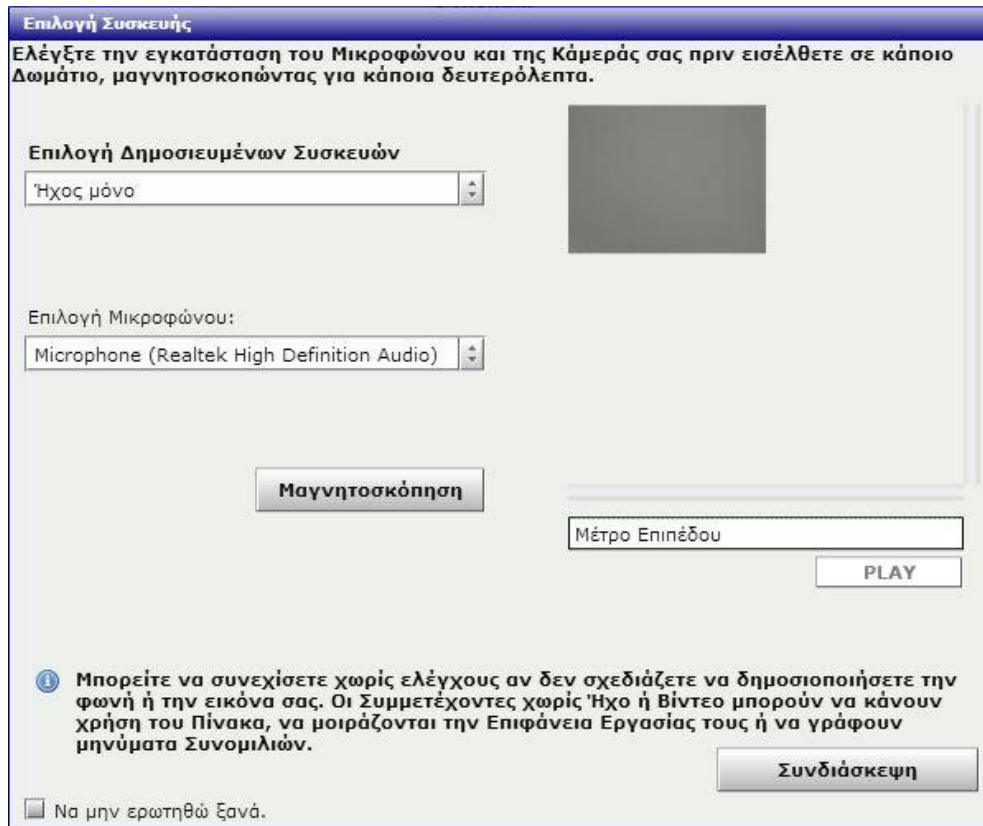 Επιλογή Συσκευής
Ελέγξτε την εγκατάσταση του Μικροφώνου και της Κάμεράς σας πριν εισέλθετε σε κάποιο
Δωμάτιο, μαγνητοσκοπώντας για κάποια δευτερόλεπτα.
Επιλογή Δημοσιευμένων Συσκευών
Ήχος μόνο
Επιλογή Μικροφώνου:
Microphone (Realtek High Definition Audio)
Μαγνητοσκόπηση
Μέτρο Επιπέδου
PLAY
Μπορείτε να συνεχίσετε χωρίς ελέγχους αν δεν σχεδιάζετε να δημοσιοποιήσετε την
φωνή ή την εικόνα σας. Οι Συμμετέχοντες χωρίς Ήχο ή Βίντεο μπορούν να κάνουν
χρήση του Πίνακα, να μοιράζονται την Επιφάνεια Εργασίας τους ή να γράφουν
μηνύματα Συνομιλιών.
Συνδιάσκεψη
Να μην ερωτηθώ ξανά.